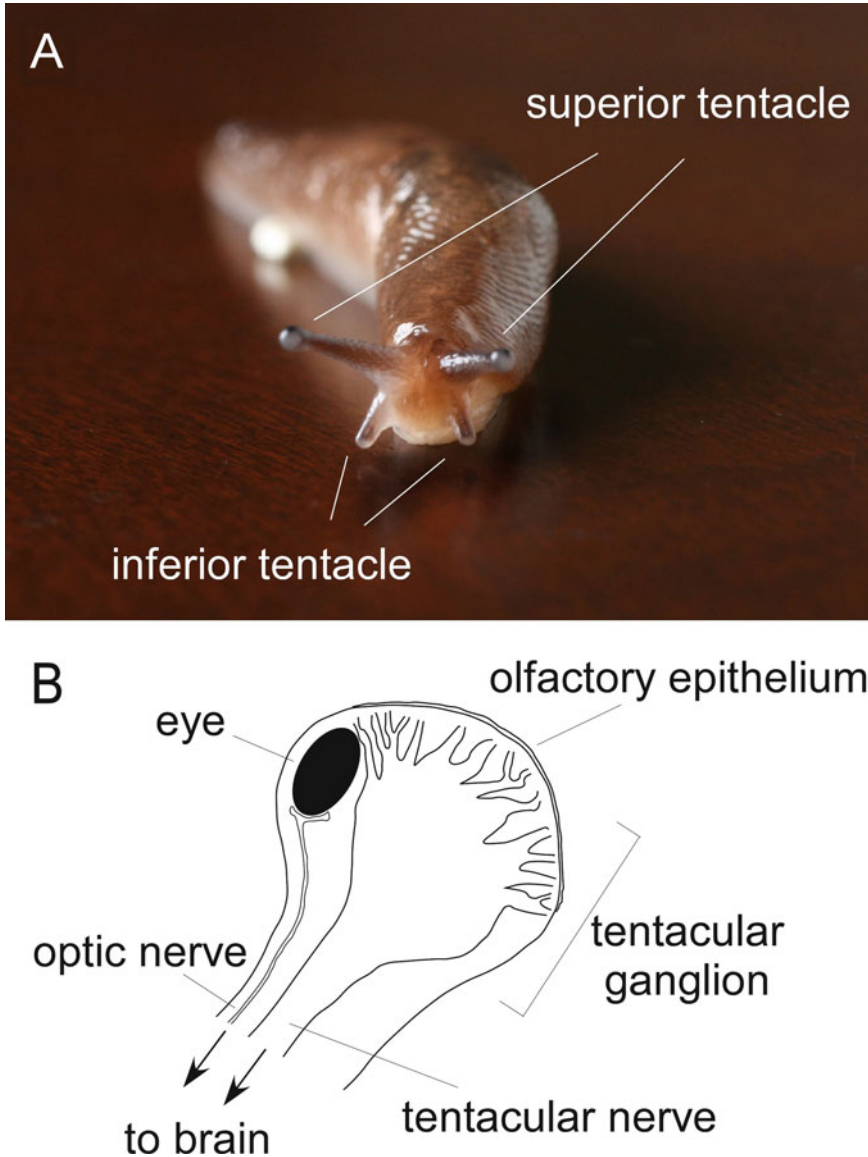 A
superior tentacle
inferior tentacle
B
olfactory epithelium
eye
optic nerve
tentacular
ganglion
tentacular nerve
to brain